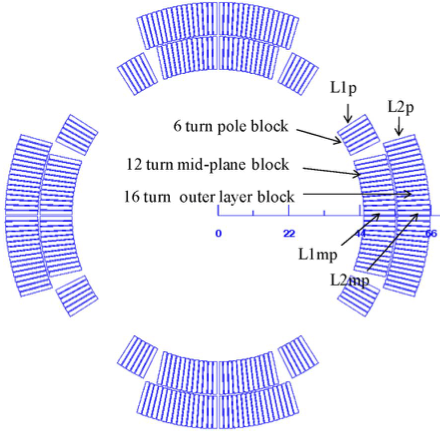 L1p
L2p
6 turn pole block
12 turn mid-plane block
16 turn outer layer block
0 22 44 66
L1mp
L2mp